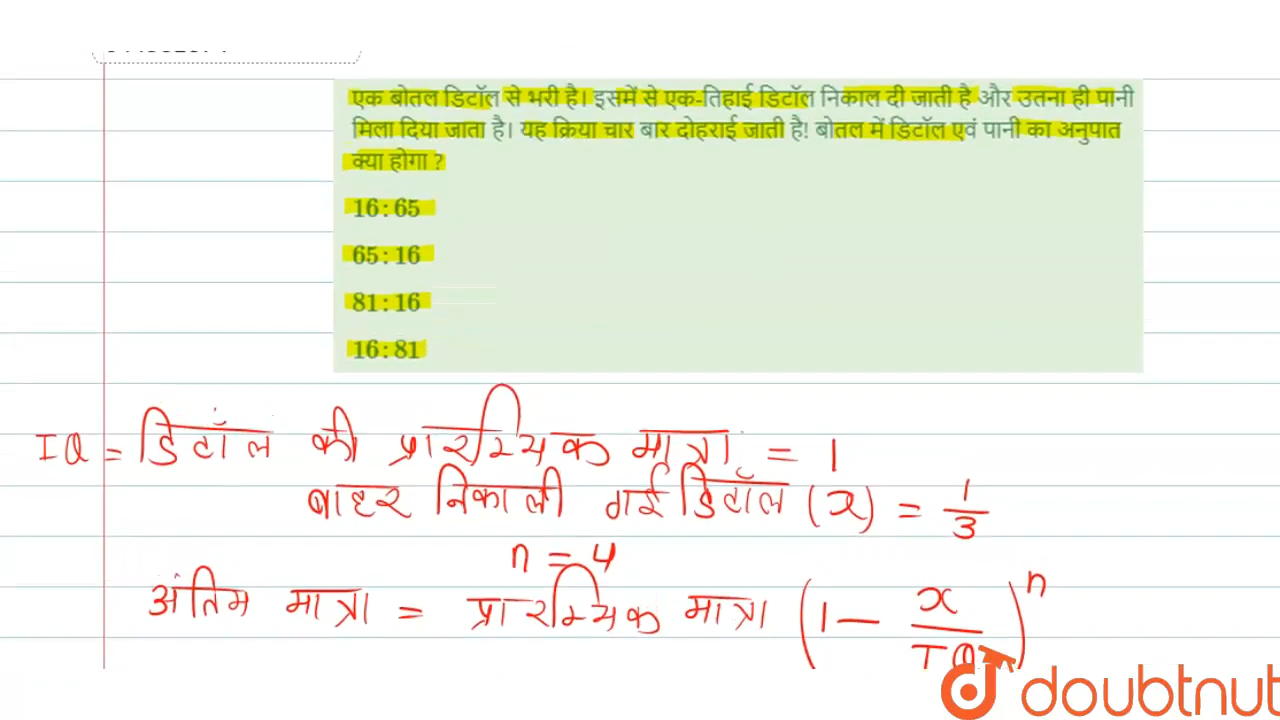 एक बोतल डिटॉल से भरी है। इसमें से एक-तिहाई डिटॉल निकाल दी जाती है और उतना ही पानी
मिला दिया जाता है। यह क्रिया चार बार दोहराई जाती है! बोतल में डिटॉल एवं पानी का अनुपात
क्या होगा ?
16 : 65
65 : 16
81 : 16
16 : 81
IQ = डिटॉल की प्रारम्भिक मात्रा = 1
बाहर निकाली गई डिटॉल (x) = 1/3
n = 4
अंतिम मात्रा = प्रारम्भिक मात्रा (1 - x/IQ)^n
doubtnut